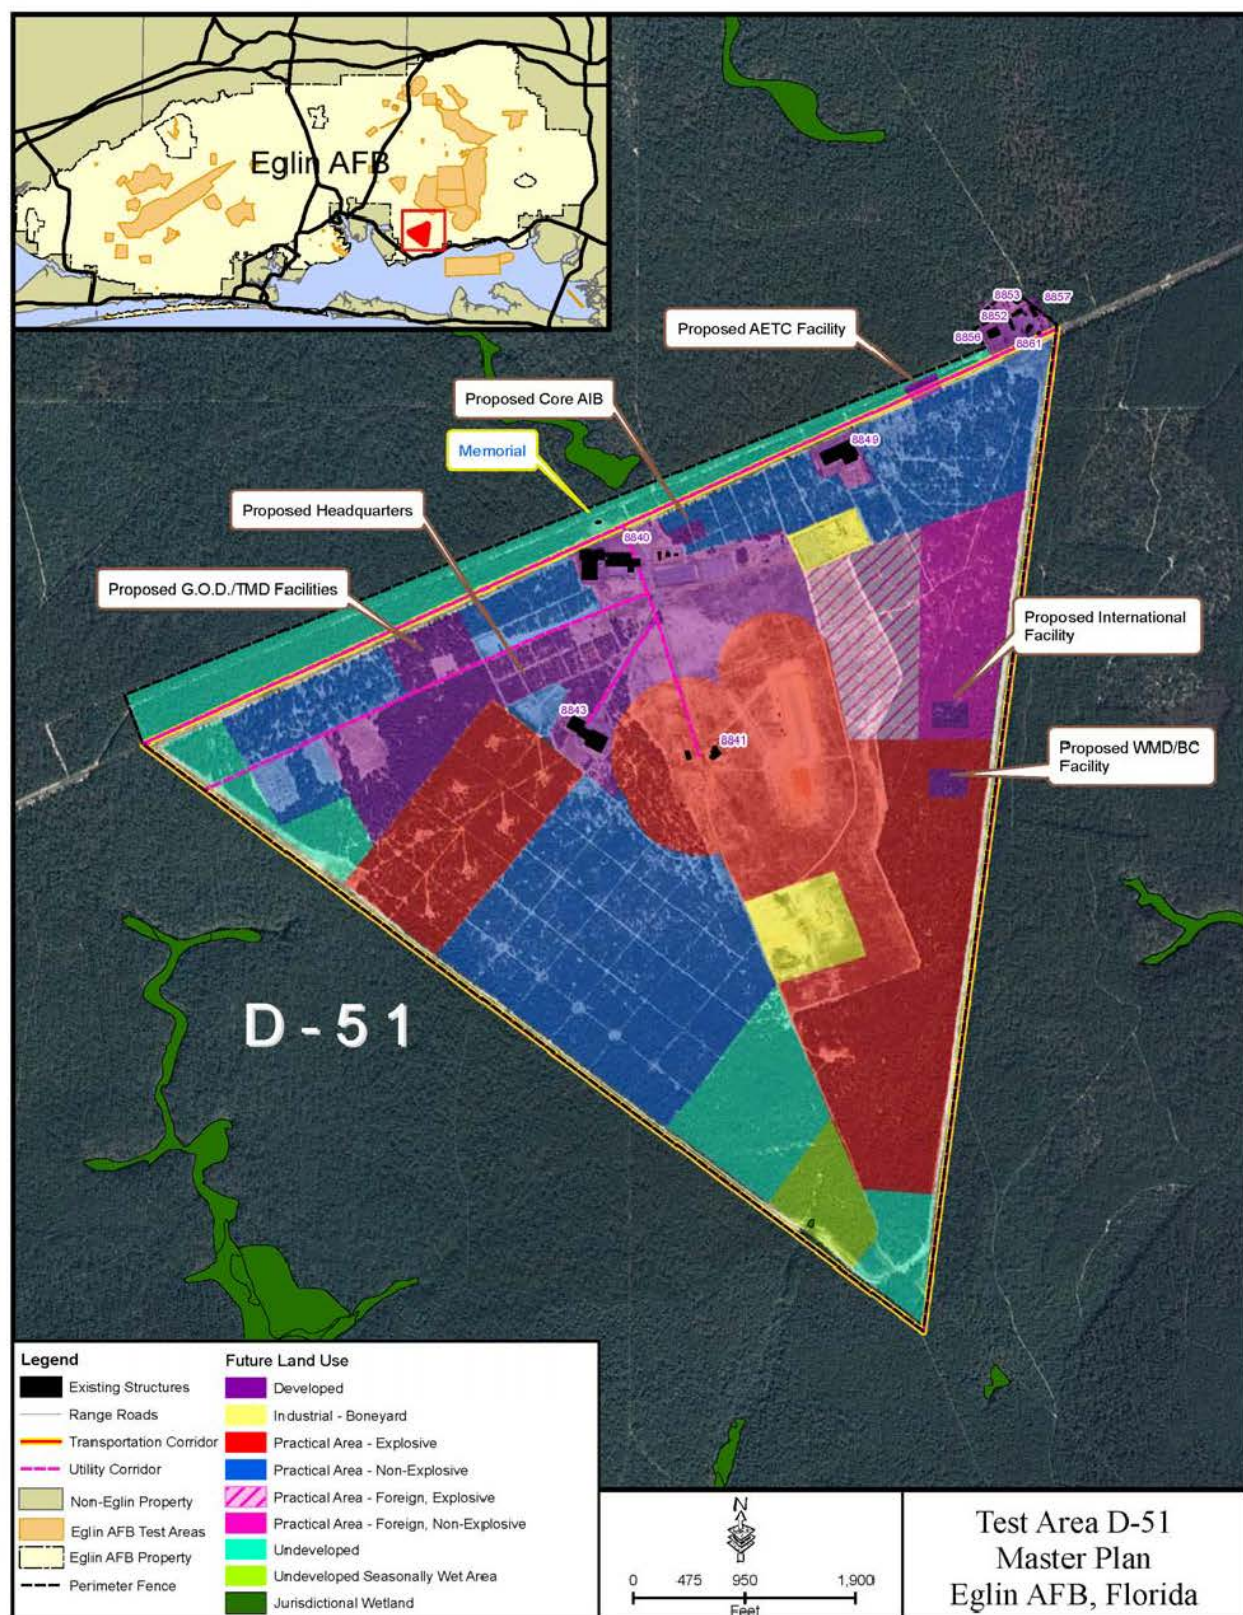 Eglin AFB
8853
8857
8852
8856
8861
Proposed AETC Facility
Proposed Core AIB
8849
Memorial
Proposed Headquarters
8840
Proposed G.O.D./TMD Facilities
Proposed International
Facility
8843
8841
Proposed WMD/BC
Facility
D-51
Legend
Existing Structures
Range Roads
Transportation Corridor
Utility Corridor
Non-Eglin Property
Eglin AFB Test Areas
Eglin AFB Property
Perimeter Fence
Future Land Use
Developed
Industrial - Boneyard
Practical Area - Explosive
Practical Area - Non-Explosive
Practical Area - Foreign, Explosive
Practical Area - Foreign, Non-Explosive
Undeveloped
Undeveloped Seasonally Wet Area
Jurisdictional Wetland
N
0 475 950 1,900
Feet
Test Area D-51
Master Plan
Eglin AFB, Florida